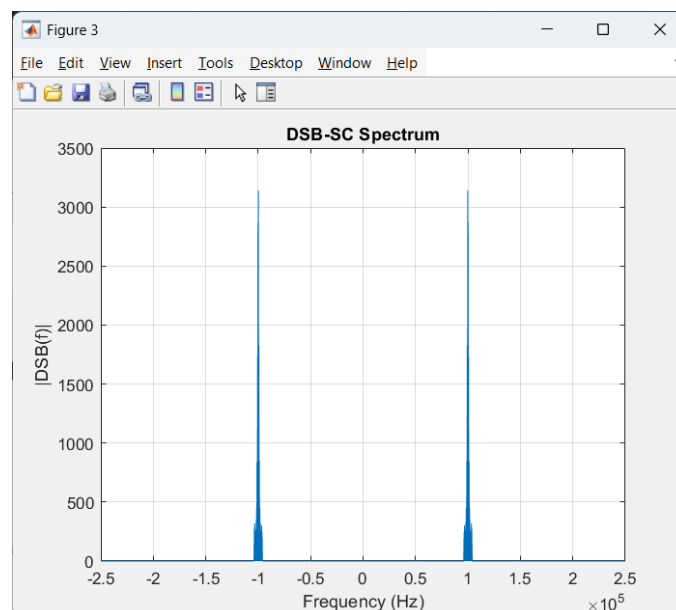 Figure 3
File Edit View Insert Tools Desktop Window Help
DSB-SC Spectrum
3500
3000
2500
2000
1500
1000
500
0
|DSB(f)|
-2.5 -2 -1.5 -1 -0.5 0 0.5 1 1.5 2 2.5
Frequency (Hz)
×10^5